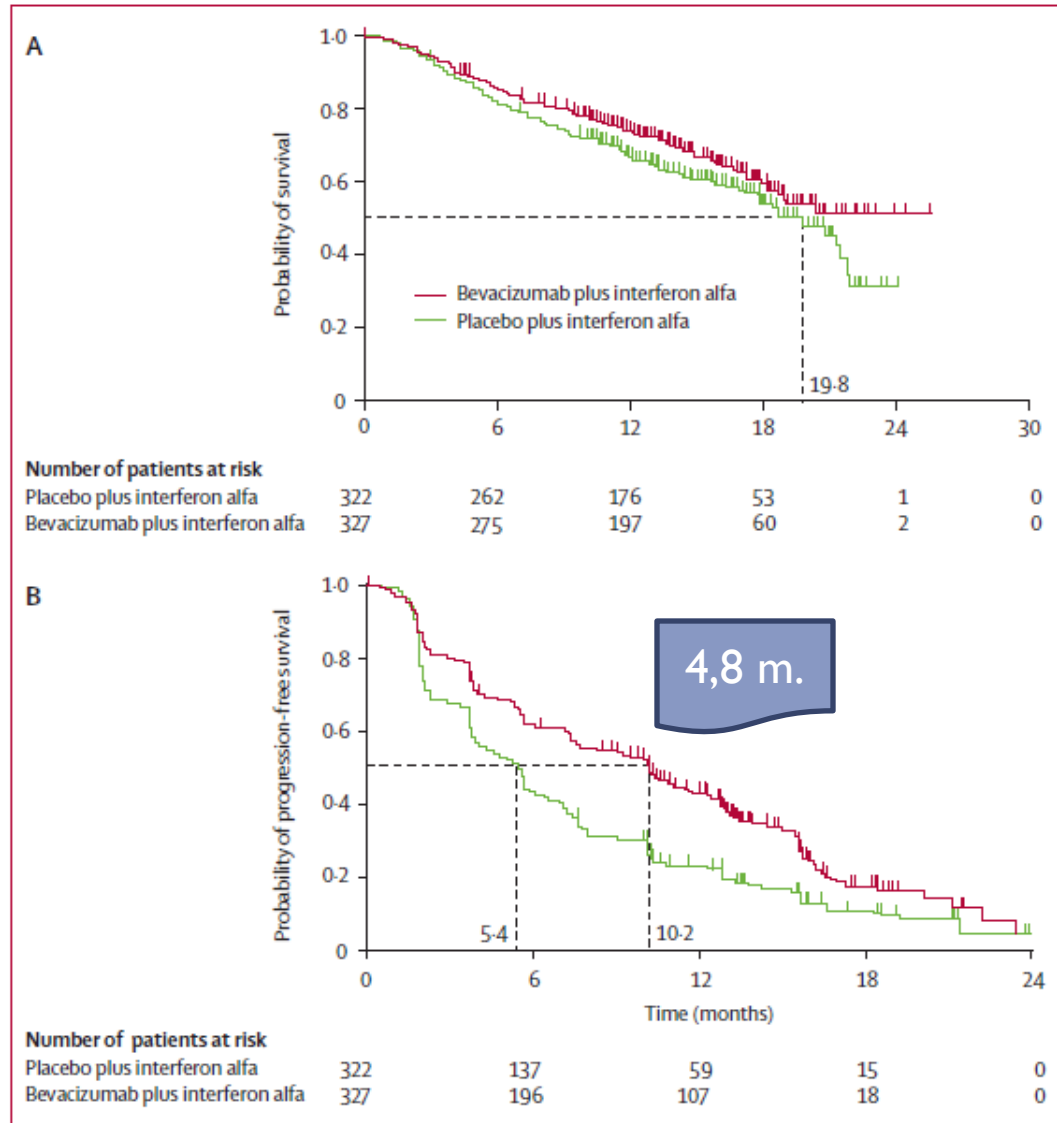 A
Probability of survival
1·0
0·8
0·6
0·4
0·2
0
Bevacizumab plus interferon alfa
Placebo plus interferon alfa
19·8
0 6 12 18 24 30
Number of patients at risk
Placebo plus interferon alfa 322 262 176 53 1 0
Bevacizumab plus interferon alfa 327 275 197 60 2 0
B
Probability of progression-free survival
1·0
0·8
0·6
0·4
0·2
0
4,8 m.
5·4 10·2
0 6 12 18 24
Time (months)
Number of patients at risk
Placebo plus interferon alfa 322 137 59 15 0
Bevacizumab plus interferon alfa 327 196 107 18 0